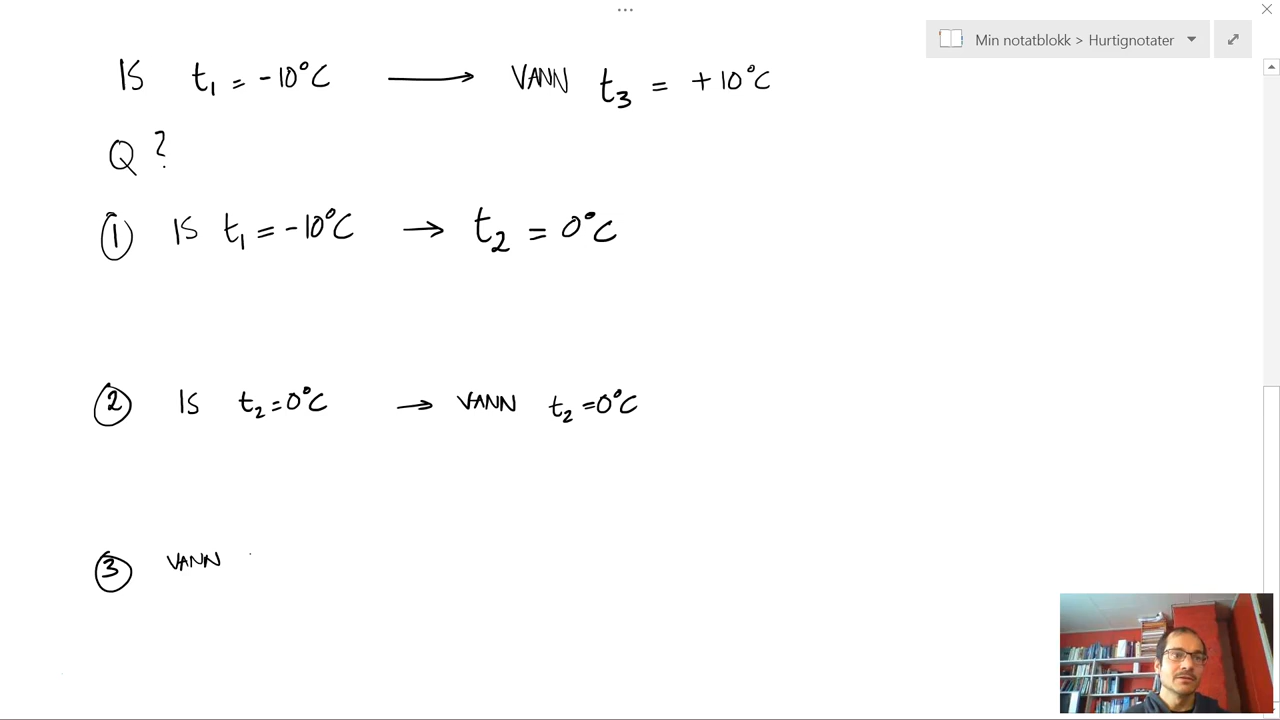 ...
Min notatblokk > Hurtignotater
IS t₁ = -10°C ⟶ VANN t₃ = +10°C
Q ?
① IS t₁ = -10°C → t₂ = 0°C
② IS t₂ = 0°C → VANN t₂ = 0°C
③ VANN